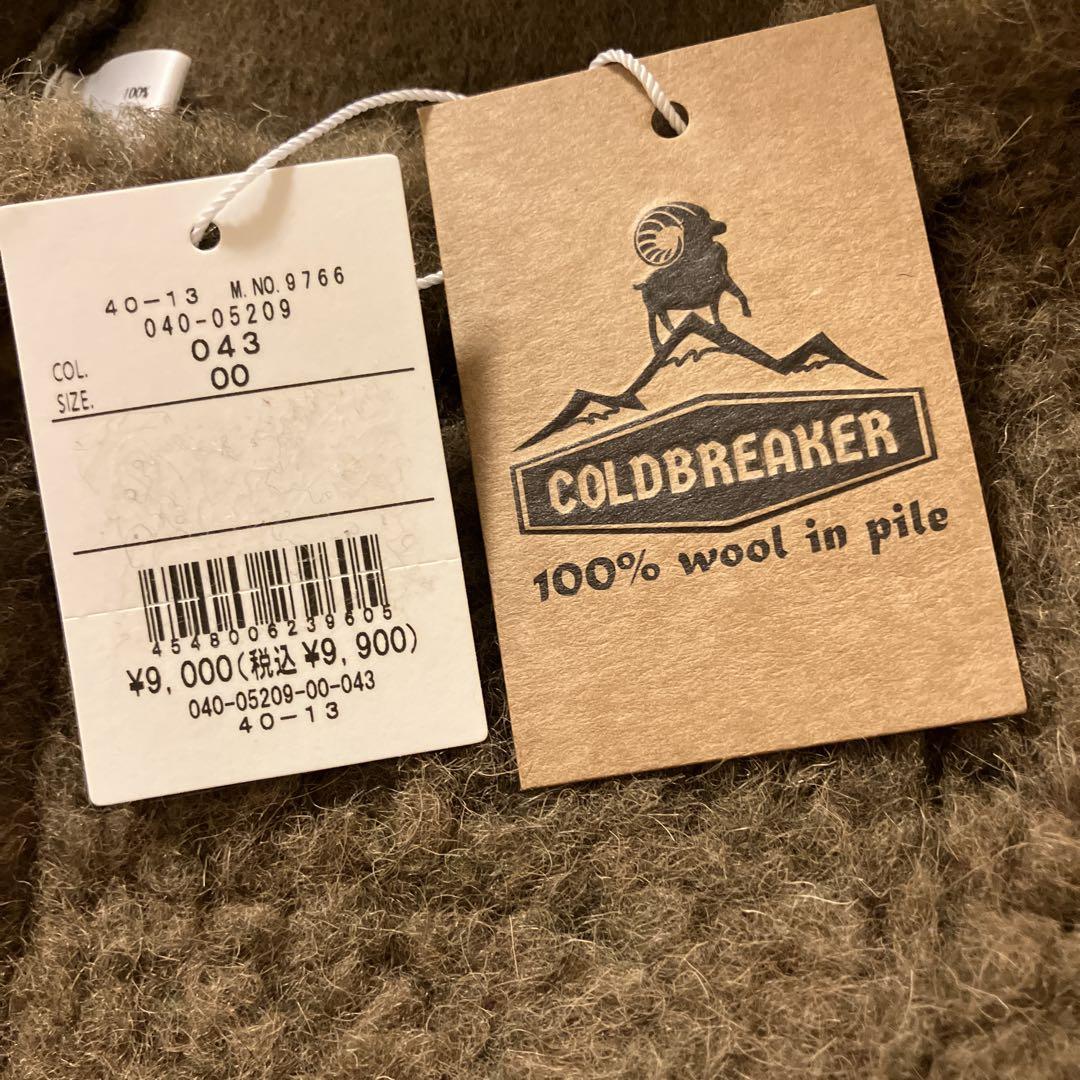 100%
40-13 M.NO.9766
040-05209
COL. 043
SIZE. 00
4548006239605
¥9,000(税込¥9,900)
040-05209-00-043
40-13
COLDBREAKER
100% wool in pile